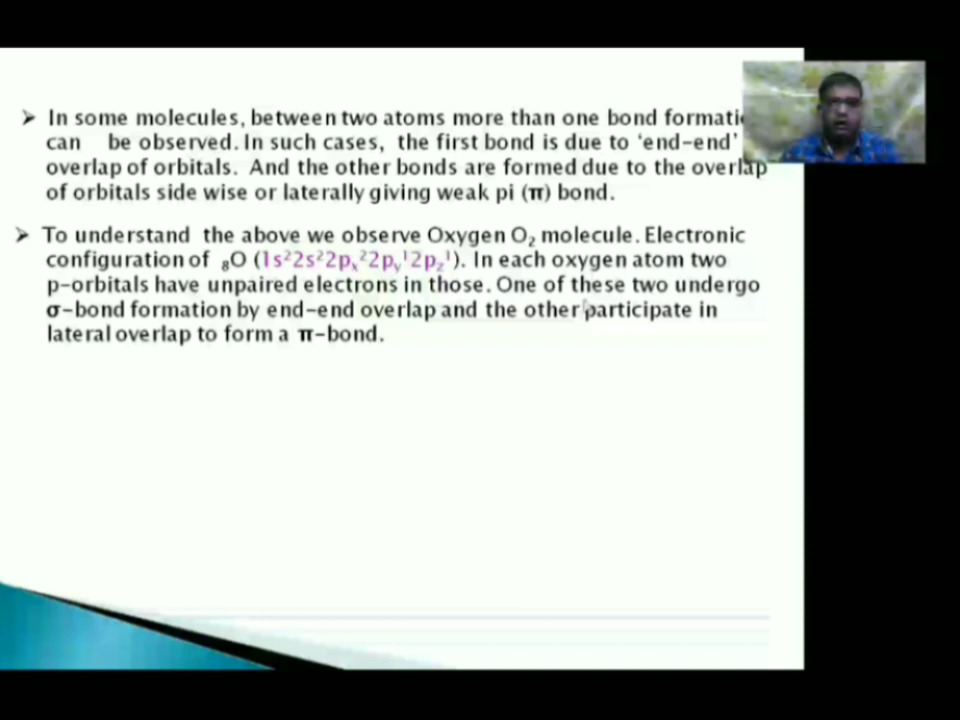 ➢ In some molecules, between two atoms more than one bond formati
can be observed. In such cases, the first bond is due to ‘end-end’
overlap of orbitals. And the other bonds are formed due to the overlap
of orbitals side wise or laterally giving weak pi (π) bond.
➢ To understand the above we observe Oxygen O₂ molecule. Electronic
configuration of ₈O (1s²2s²2pₓ²2pᵧ¹2p_z¹). In each oxygen atom two
p-orbitals have unpaired electrons in those. One of these two undergo
σ-bond formation by end-end overlap and the other participate in
lateral overlap to form a π-bond.